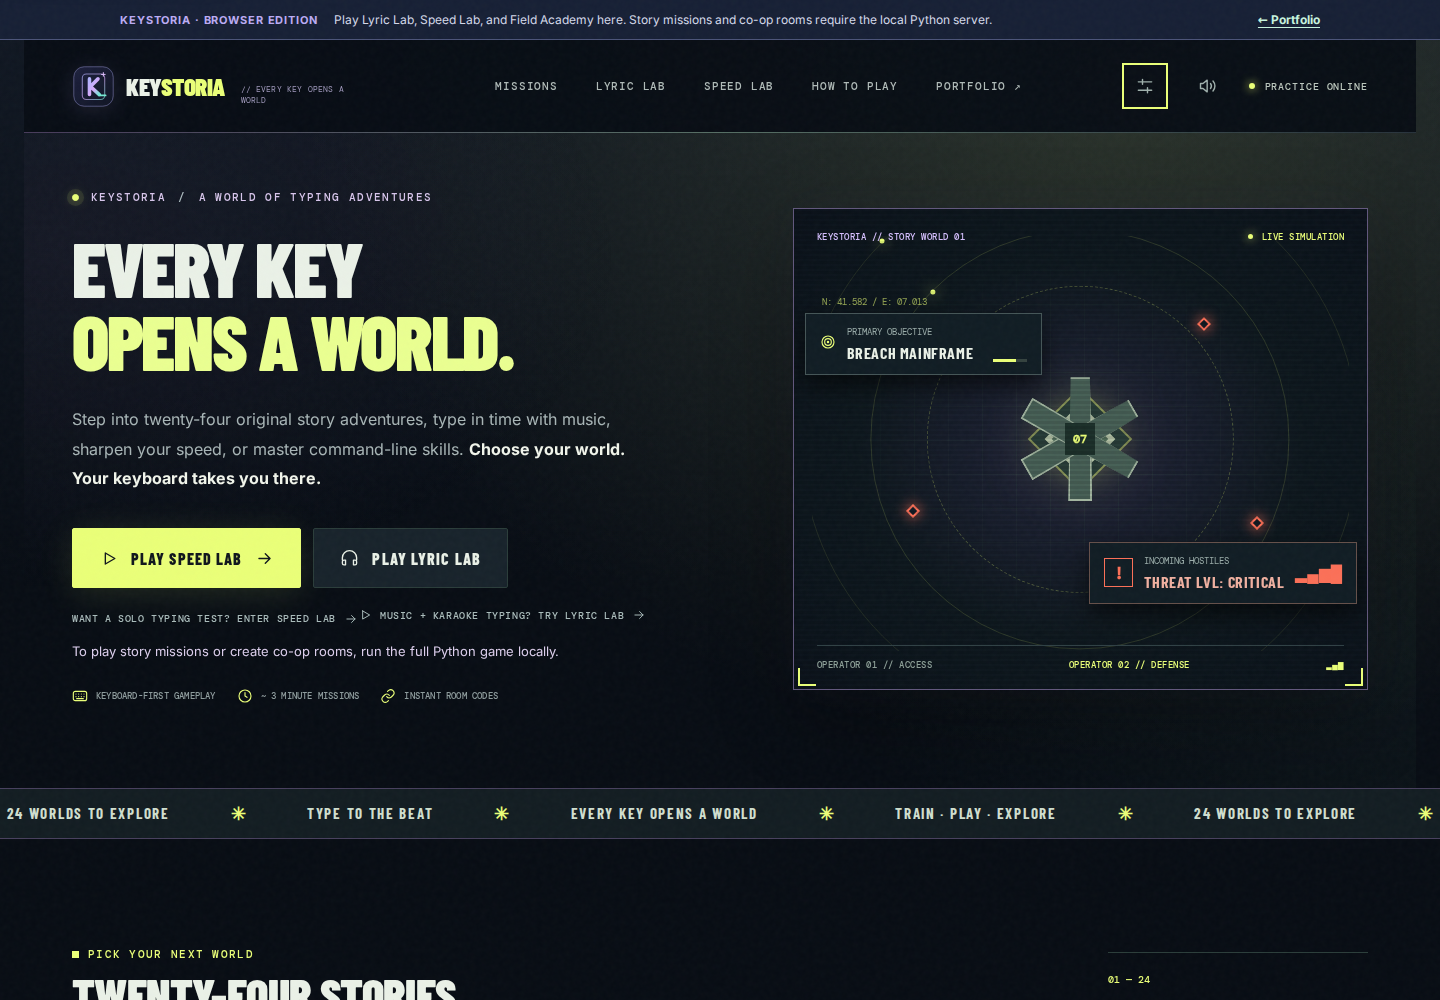 KEYSTORIA · BROWSER EDITION Play Lyric Lab, Speed Lab, and Field Academy here. Story missions and co-op rooms require the local Python server. ← Portfolio
K KEYSTORIA // EVERY KEY OPENS A WORLD
MISSIONS LYRIC LAB SPEED LAB HOW TO PLAY PORTFOLIO ↗ PRACTICE ONLINE
KEYSTORIA / A WORLD OF TYPING ADVENTURES
EVERY KEY
OPENS A WORLD.
Step into twenty-four original story adventures, type in time with music,
sharpen your speed, or master command-line skills. Choose your world.
Your keyboard takes you there.
PLAY SPEED LAB →
PLAY LYRIC LAB
WANT A SOLO TYPING TEST? ENTER SPEED LAB →
MUSIC + KARAOKE TYPING? TRY LYRIC LAB →
To play story missions or create co-op rooms, run the full Python game locally.
KEYBOARD-FIRST GAMEPLAY
~ 3 MINUTE MISSIONS
INSTANT ROOM CODES
KEYSTORIA // STORY WORLD 01
LIVE SIMULATION
N: 41.582 / E: 07.013
PRIMARY OBJECTIVE
BREACH MAINFRAME
07
!
INCOMING HOSTILES
THREAT LVL: CRITICAL
OPERATOR 01 // ACCESS
OPERATOR 02 // DEFENSE
24 WORLDS TO EXPLORE ✳ TYPE TO THE BEAT ✳ EVERY KEY OPENS A WORLD ✳ TRAIN · PLAY · EXPLORE ✳ 24 WORLDS TO EXPLORE ✳
PICK YOUR NEXT WORLD
TWENTY-FOUR STORIES
01 — 24